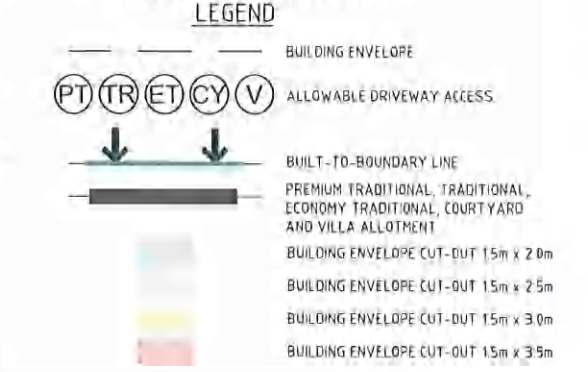 LEGEND
BUILDING ENVELOPE
PT TR ET CY V ALLOWABLE DRIVEWAY ACCESS
BUILT-TO-BOUNDARY LINE
PREMIUM TRADITIONAL, TRADITIONAL,
ECONOMY TRADITIONAL, COURTYARD
AND VILLA ALLOTMENT
BUILDING ENVELOPE CUT-OUT 1.5m x 2.0m
BUILDING ENVELOPE CUT-OUT 1.5m x 2.5m
BUILDING ENVELOPE CUT-OUT 1.5m x 3.0m
BUILDING ENVELOPE CUT-OUT 1.5m x 3.5m